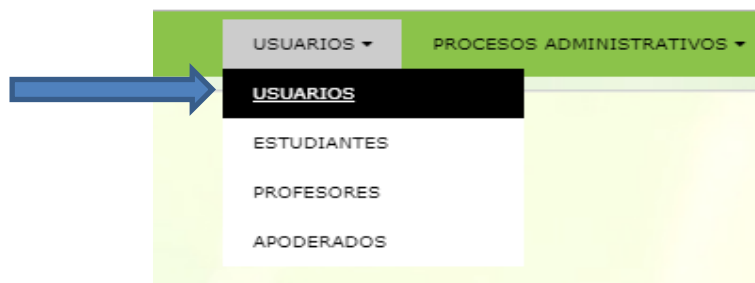 USUARIOS PROCESOS ADMINISTRATIVOS
USUARIOS
ESTUDIANTES
PROFESORES
APODERADOS